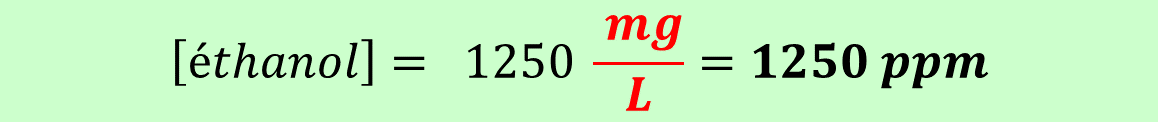 [éthanol] = 1250 mg/L = 1250 ppm